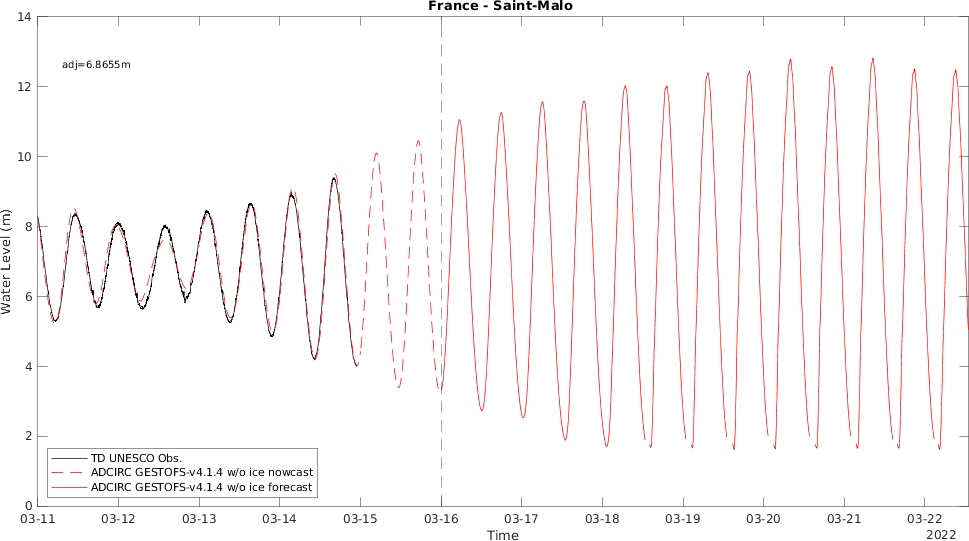 France - Saint-Malo
adj=6.8655m
Water Level (m)
14
12
10
8
6
4
2
0
TD UNESCO Obs.
ADCIRC GESTOFS-v4.1.4 w/o ice nowcast
ADCIRC GESTOFS-v4.1.4 w/o ice forecast
03-11 03-12 03-13 03-14 03-15 03-16 03-17 03-18 03-19 03-20 03-21 03-22
Time
2022